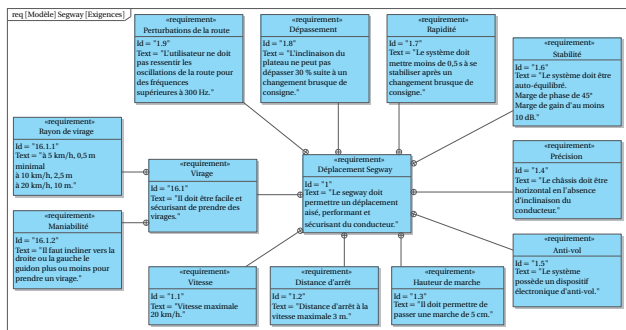 req [Modèle] Segway [Exigences]
«requirement»
Perturbations de la route
Id = "1.9"
Text = "L'utilisateur ne doit
pas ressentir les
oscillations de la route pour
des fréquences
supérieures à 300 Hz."
«requirement»
Dépassement
Id = "1.8"
Text = "L'inclinaison du
plateau ne peut pas
dépasser 30 % suite à un
changement brusque de
consigne."
«requirement»
Rapidité
Id = "1.7"
Text = "Le système doit
mettre moins de 0,5 s à se
stabiliser après un
changement brusque de
consigne."
«requirement»
Stabilité
Id = "1.6"
Text = "Le système doit être
auto-équilibré.
Marge de phase de 45°
Marge de gain d'au moins
10 dB."
«requirement»
Rayon de virage
Id = "16.1.1"
Text = "à 5 km/h, 0,5 m
minimal
à 10 km/h, 2,5 m
à 20 km/h, 10 m."
«requirement»
Virage
Id = "16.1"
Text = "Il doit être facile et
sécurisant de prendre des
virages."
«requirement»
Déplacement Segway
Id = "1"
Text = "Le segway doit
permettre un déplacement
aisé, performant et
sécurisant du conducteur."
«requirement»
Précision
Id = "1.4"
Text = "Le châssis doit être
horizontal en l'absence
d'inclinaison du
conducteur."
«requirement»
Maniabilité
Id = "16.1.2"
Text = "Il faut incliner vers la
droite ou la gauche le
guidon plus ou moins pour
prendre un virage."
«requirement»
Anti-vol
Id = "1.5"
Text = "Le système
possède un dispositif
électronique d'anti-vol."
«requirement»
Vitesse
Id = "1.1"
Text = "Vitesse maximale
20 km/h."
«requirement»
Distance d'arrêt
Id = "1.2"
Text = "Distance d'arrêt à la
vitesse maximale 3 m."
«requirement»
Hauteur de marche
Id = "1.3"
Text = "Il doit permettre de
passer une marche de 5 cm."